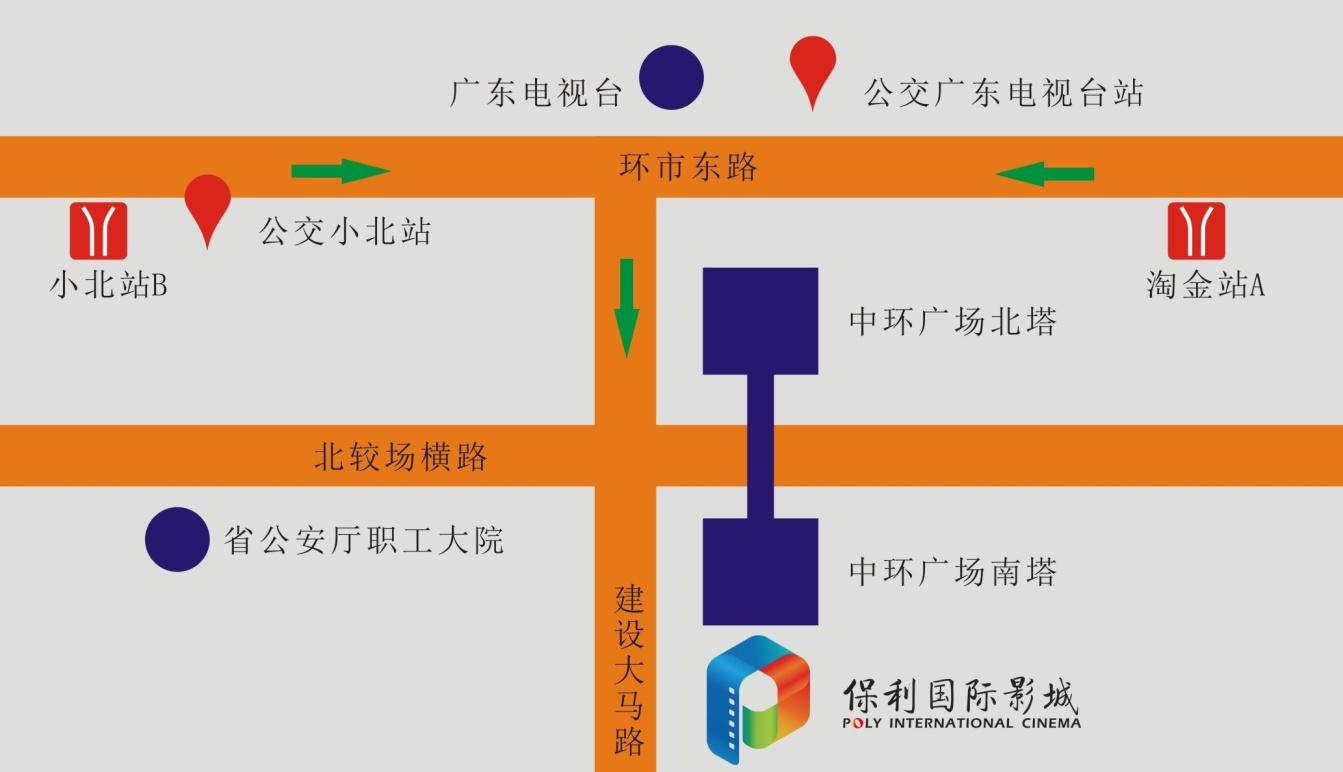 广东电视台
公交广东电视台站
环市东路
公交小北站
小北站B
淘金站A
中环广场北塔
北较场横路
省公安厅职工大院
中环广场南塔
建设大马路
保利国际影城
POLY INTERNATIONAL CINEMA